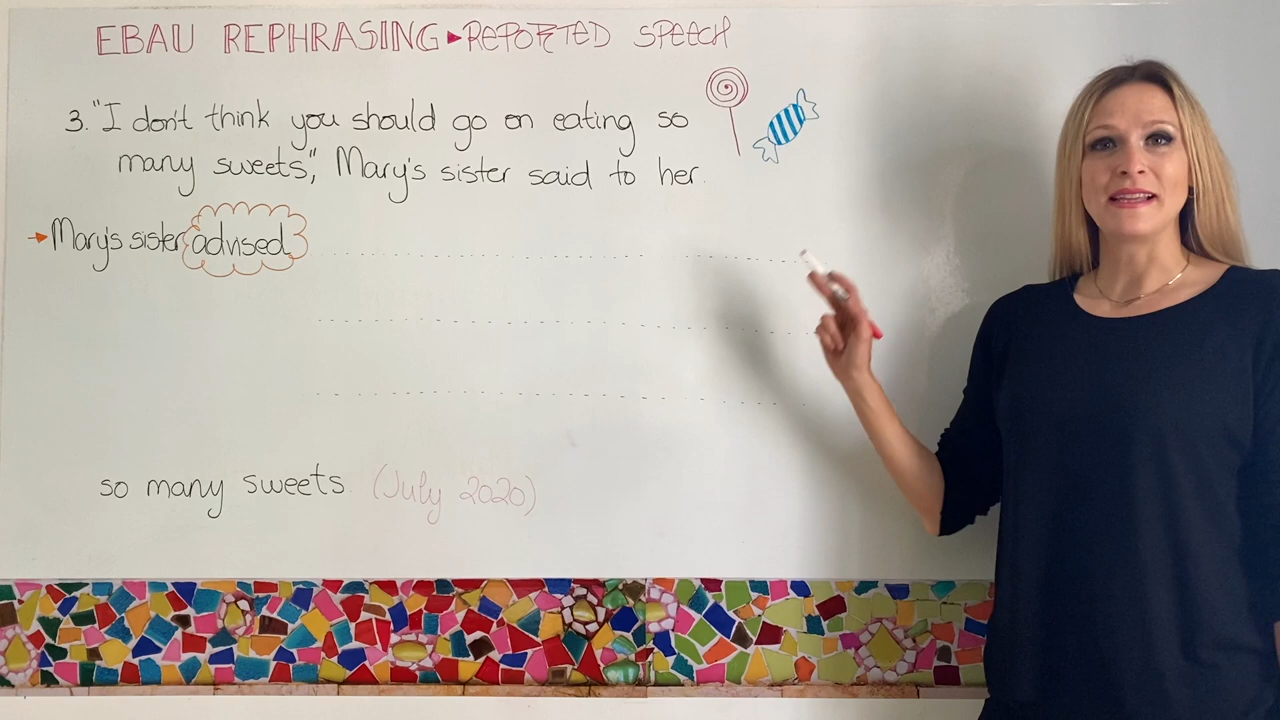 EBAU REPHRASING ▸ REPORTED SPEECH
3. "I don't think you should go on eating so
many sweets", Mary's sister said to her.
→ Mary's sister advised
so many sweets. (July 2020)